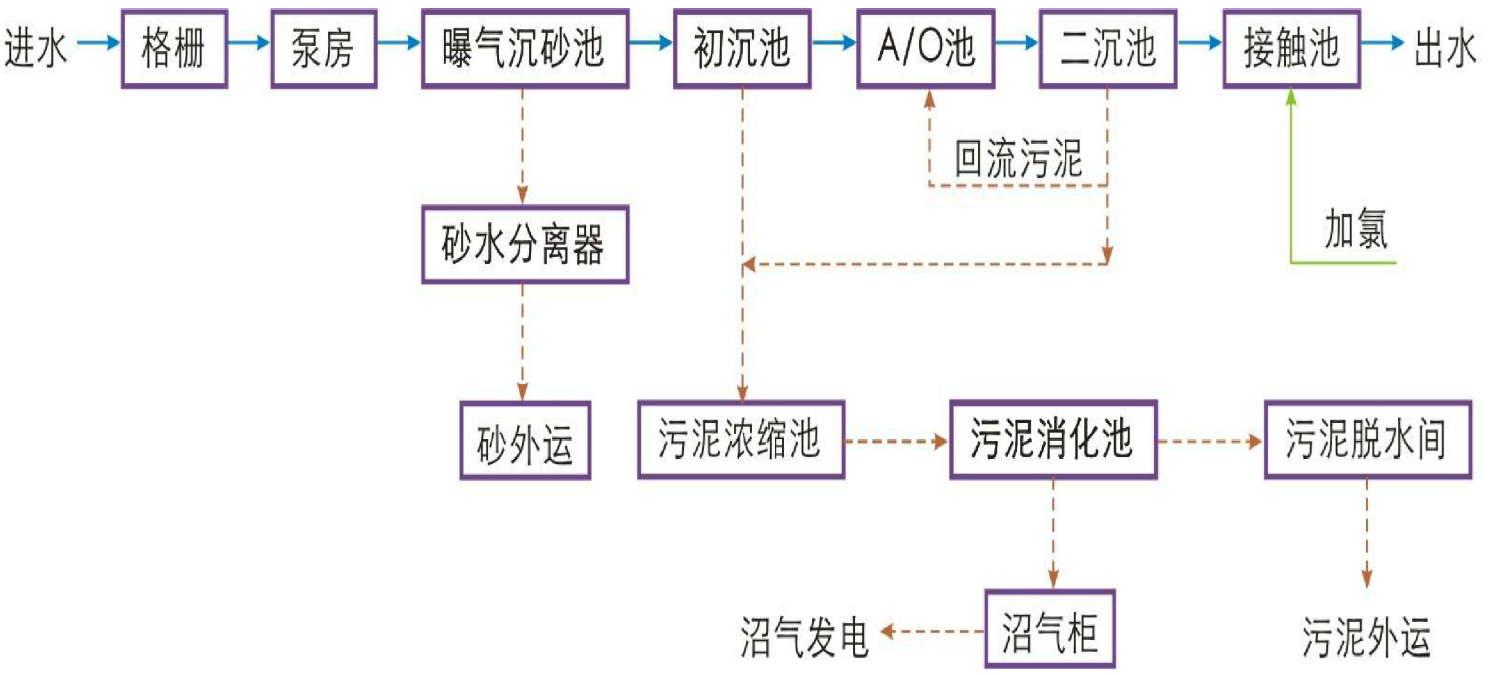 进水
格栅
泵房
曝气沉砂池
初沉池
A/O池
二沉池
接触池
出水
回流污泥
砂水分离器
加氯
砂外运
污泥浓缩池
污泥消化池
污泥脱水间
沼气发电
沼气柜
污泥外运